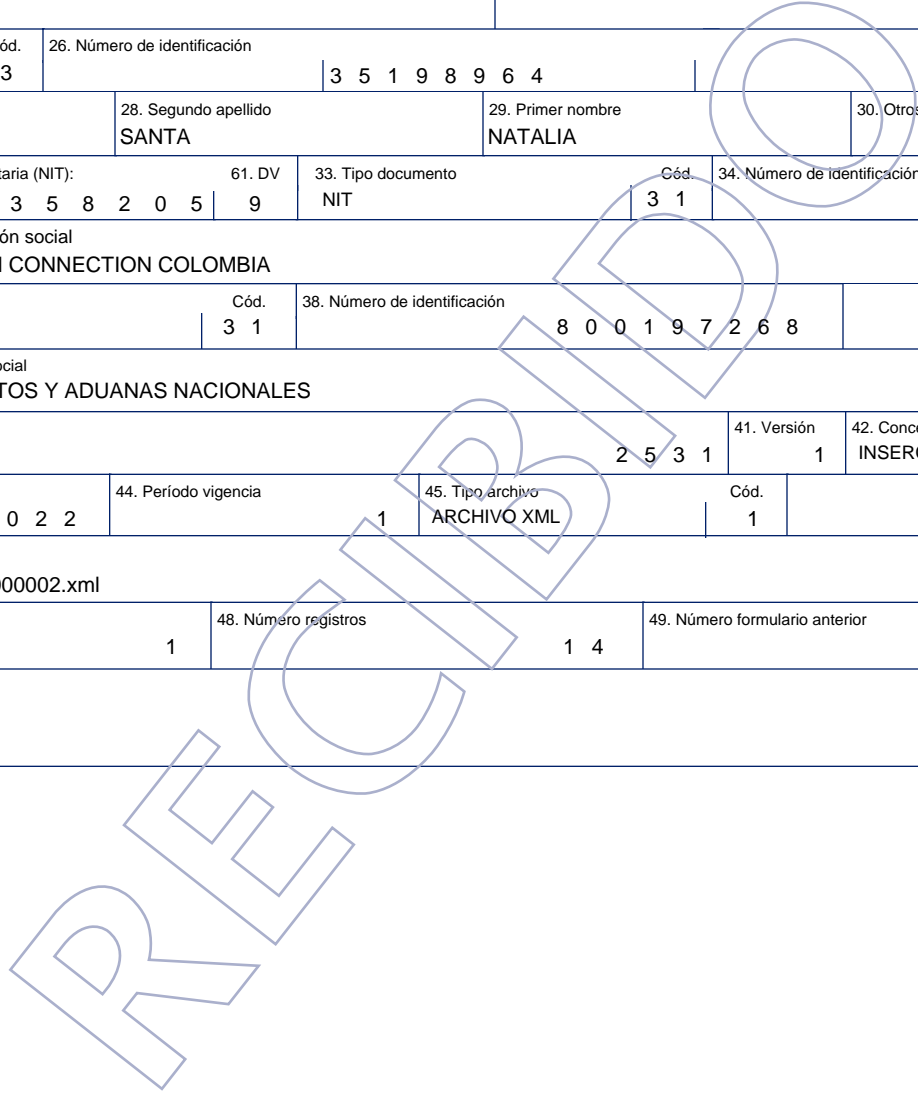 ód. 26. Número de identificación
3 3 5 1 9 8 9 6 4
28. Segundo apellido 29. Primer nombre 30. Otros
SANTA NATALIA
taria (NIT): 61. DV 33. Tipo documento Cód. 34. Número de identificación
3 5 8 2 0 5 9 NIT 3 1
ón social
CONNECTION COLOMBIA
Cód. 38. Número de identificación
3 1 8 0 0 1 9 7 2 6 8
ocial
TOS Y ADUANAS NACIONALES
41. Versión 42. Conce
2 5 3 1 1 INSERC
44. Período vigencia 45. Tipo archivo Cód.
0 2 2 1 ARCHIVO XML 1
000002.xml
48. Número registros 49. Número formulario anterior
1 1 4
RECIBIDO